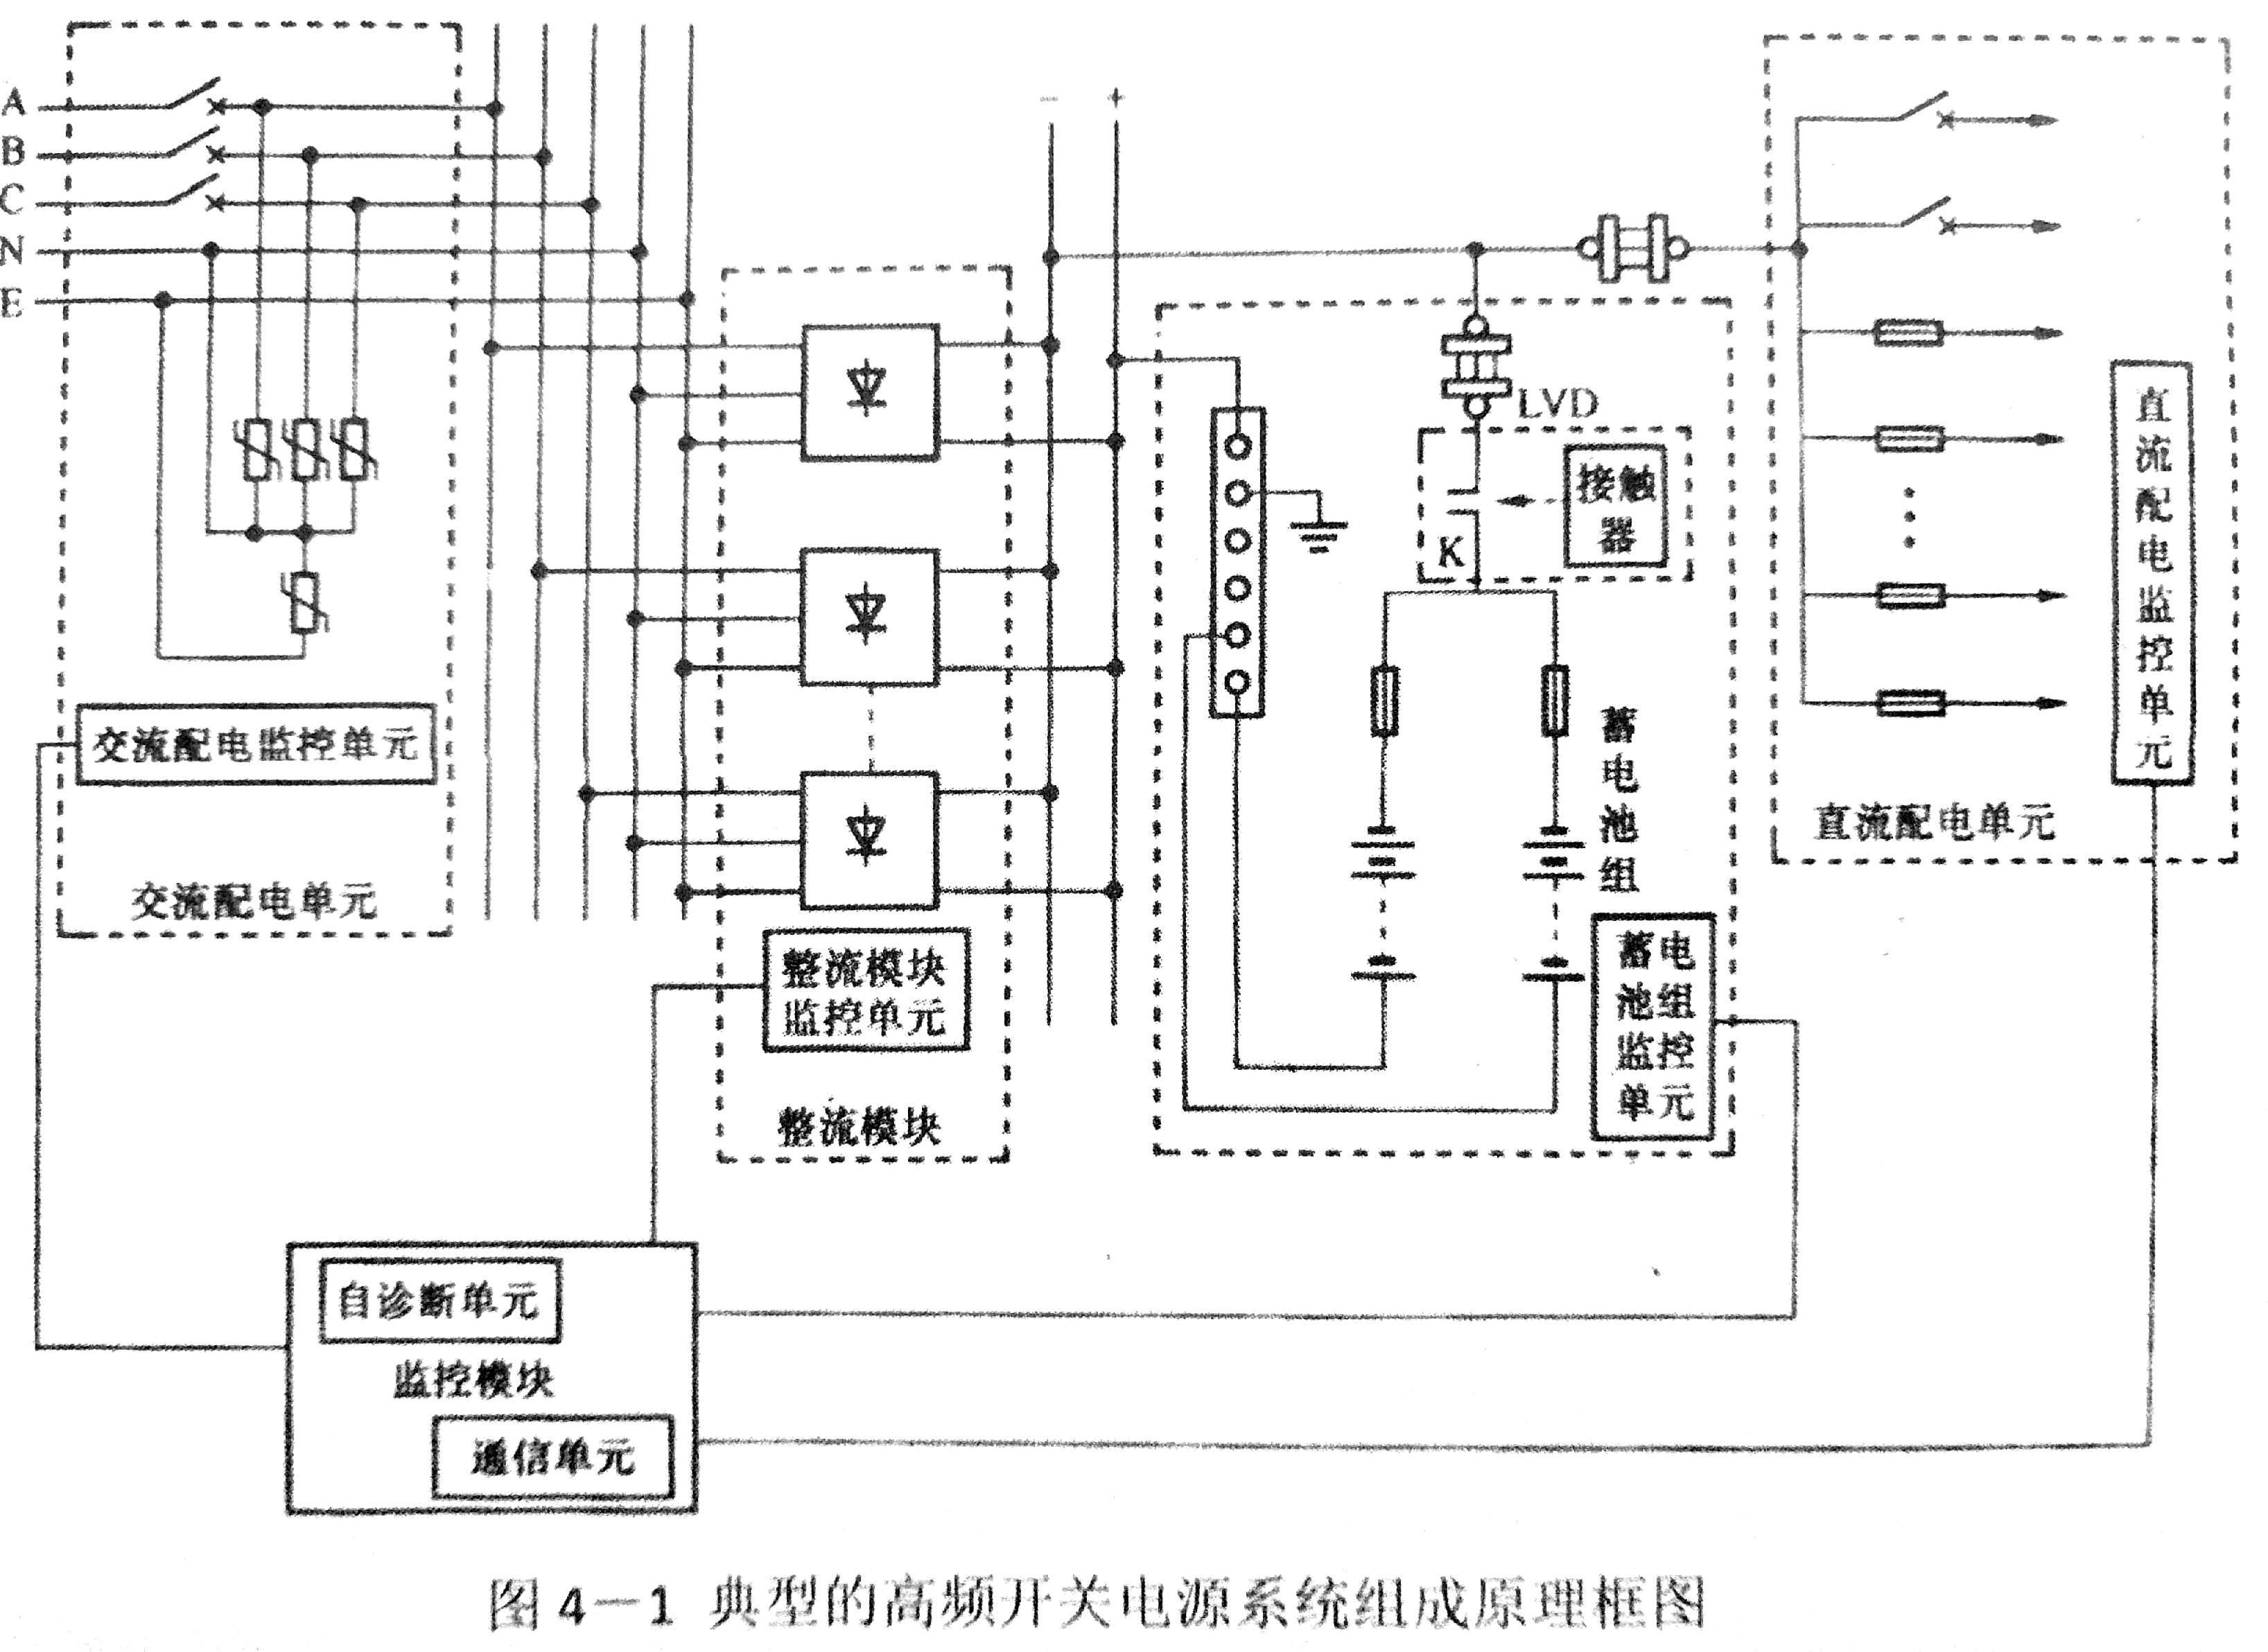 A
B
C
N
E
− +
LVD
接触
器
K
蓄
电
池
组
直
流
配
电
监
控
单
元
直流配电单元
交流配电监控单元
交流配电单元
整流模块
监控单元
整流模块
蓄电
池组
监控
单元
自诊断单元
监控模块
通信单元
图 4—1 典型的高频开关电源系统组成原理框图